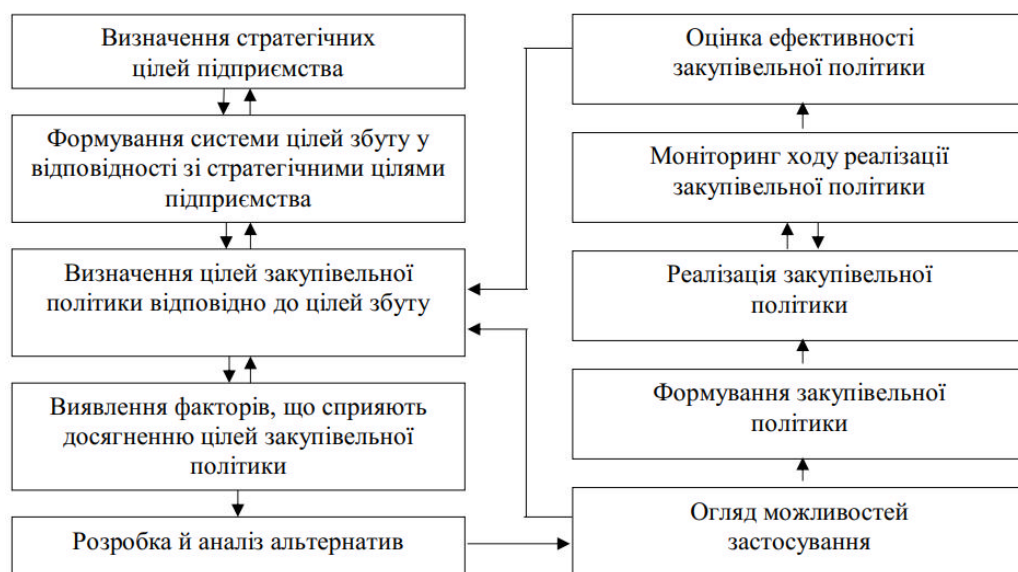 Визначення стратегічних
цілей підприємства
Формування системи цілей збуту у
відповідності зі стратегічними цілями
підприємства
Визначення цілей закупівельної
політики відповідно до цілей збуту
Виявлення факторів, що сприяють
досягненню цілей закупівельної
політики
Розробка й аналіз альтернатив
Оцінка ефективності
закупівельної політики
Моніторинг ходу реалізації
закупівельної політики
Реалізація закупівельної
політики
Формування закупівельної
політики
Огляд можливостей
застосування